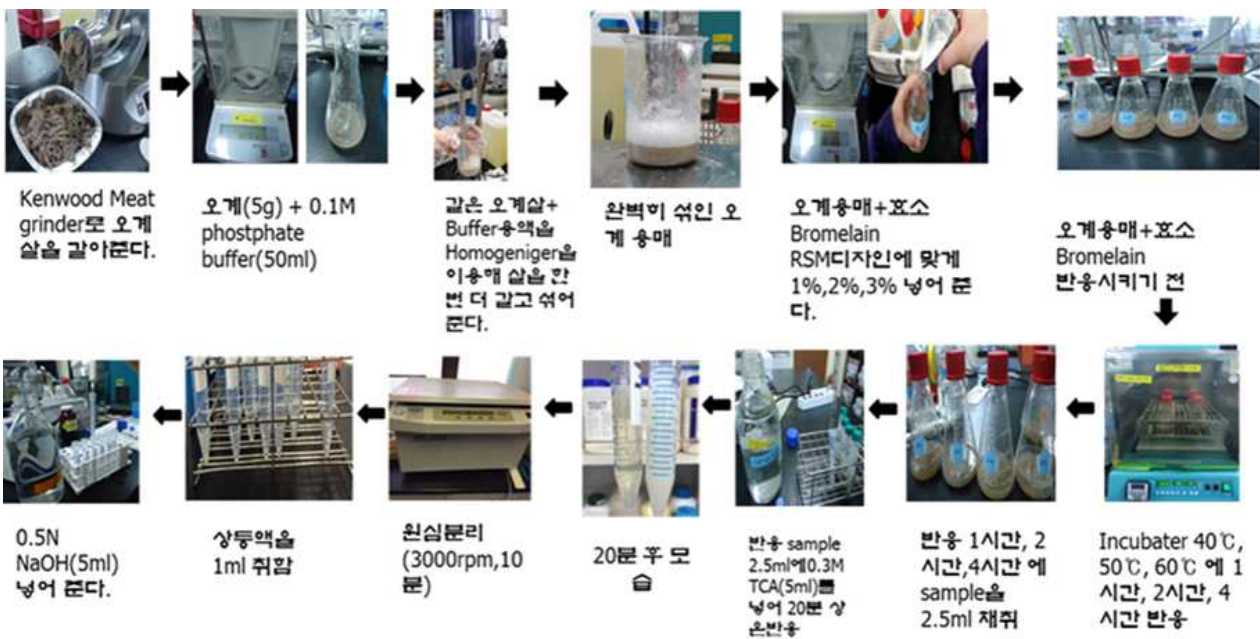 Kenwood Meat
grinder로 오계
살을 갈아준다.
오계(5g) + 0.1M
phostphate
buffer(50ml)
갈은 오계살+
Buffer용액을
Homogeniger을
이용해 살을 한
번 더 갈고 섞어
준다.
완벽히 섞인 오
계 용매
오계용매+효소
Bromelain
RSM디자인에 맞게
1%,2%,3% 넣어 준
다.
오계용매+효소
Bromelain
반응시키기 전
Incubater 40℃,
50℃, 60℃ 에 1
시간, 2시간, 4
시간 반응
반응 1시간, 2
시간,4시간 에
sample을
2.5ml 채취
반응 sample
2.5ml에0.3M
TCA(5ml)를
넣어 20분 상
온반응
20분 후 모
습
원심분리
(3000rpm,10
분)
상등액을
1ml 취함
0.5N
NaOH(5ml)
넣어 준다.